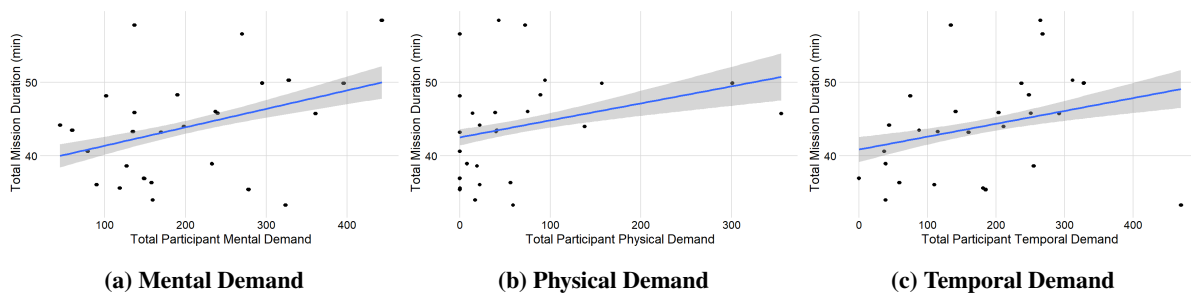 Total Mission Duration (min)
50
40
100
200
300
400
Total Participant Mental Demand
(a) Mental Demand
Total Mission Duration (min)
50
40
0
100
200
300
Total Participant Physical Demand
(b) Physical Demand
Total Mission Duration (min)
50
40
0
100
200
300
400
Total Participant Temporal Demand
(c) Temporal Demand